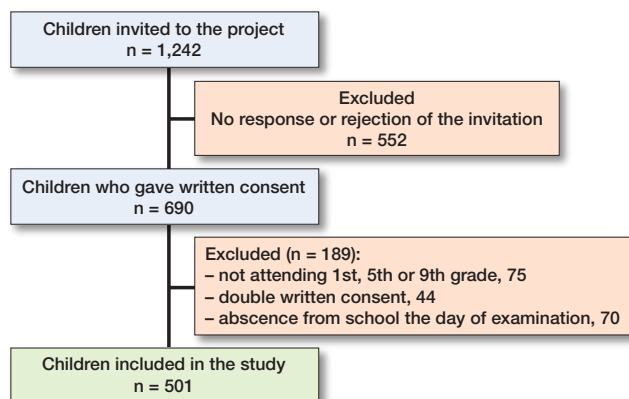 Children invited to the project
n = 1,242
Excluded
No response or rejection of the invitation
n = 552
Children who gave written consent
n = 690
Excluded (n = 189):
– not attending 1st, 5th or 9th grade, 75
– double written consent, 44
– abscence from school the day of examination, 70
Children included in the study
n = 501